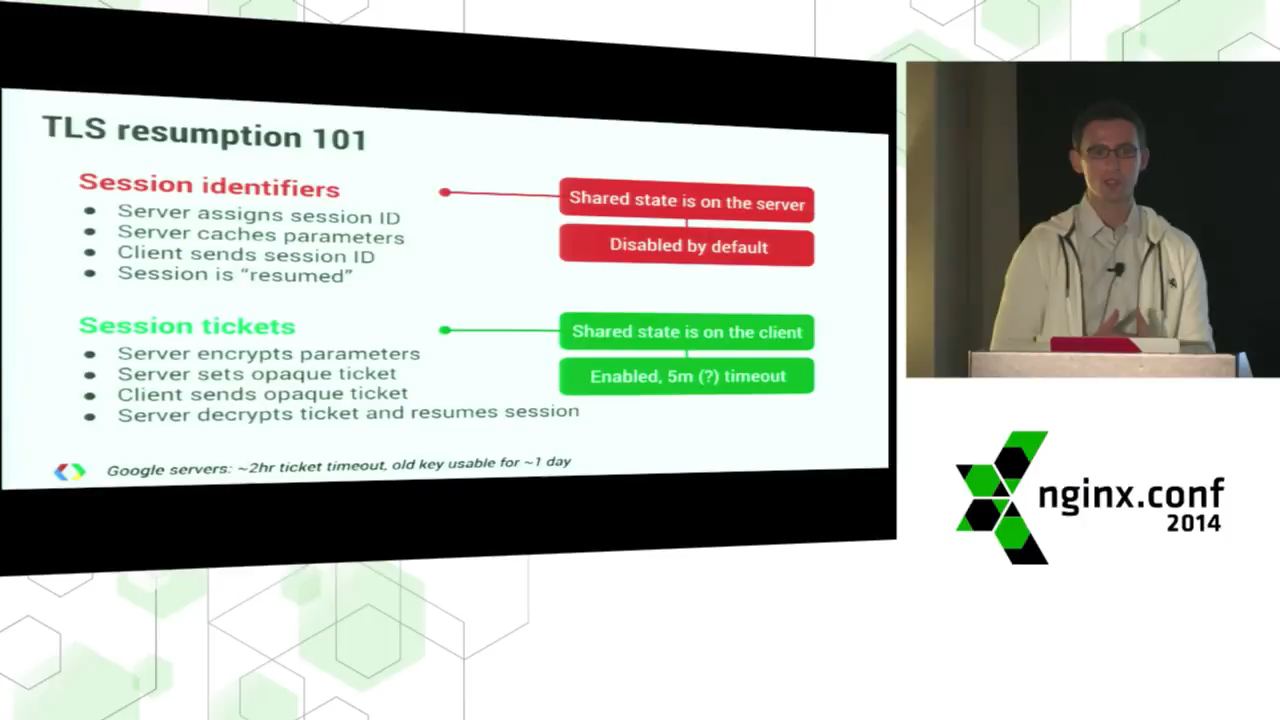 TLS resumption 101
Session identifiers
Server assigns session ID
Server caches parameters
Client sends session ID
Session is “resumed”
Shared state is on the server
Disabled by default
Session tickets
Server encrypts parameters
Server sets opaque ticket
Client sends opaque ticket
Server decrypts ticket and resumes session
Shared state is on the client
Enabled, 5m (?) timeout
Google servers: ~2hr ticket timeout, old key usable for ~1 day
nginx.conf
2014